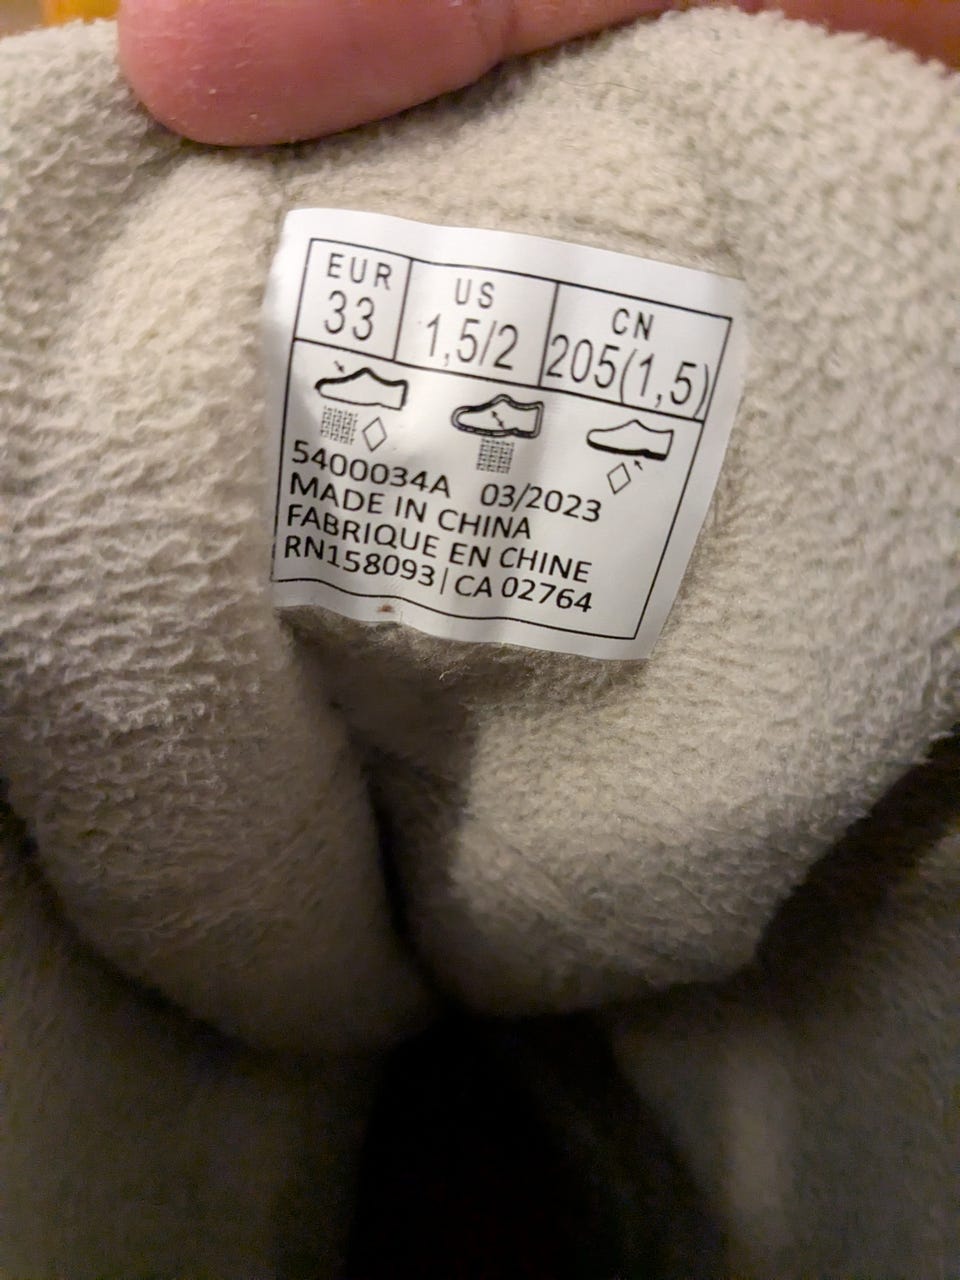 EUR US CN
33 1,5/2 205(1,5)
5400034A 03/2023
MADE IN CHINA
FABRIQUE EN CHINE
RN158093 | CA 02764